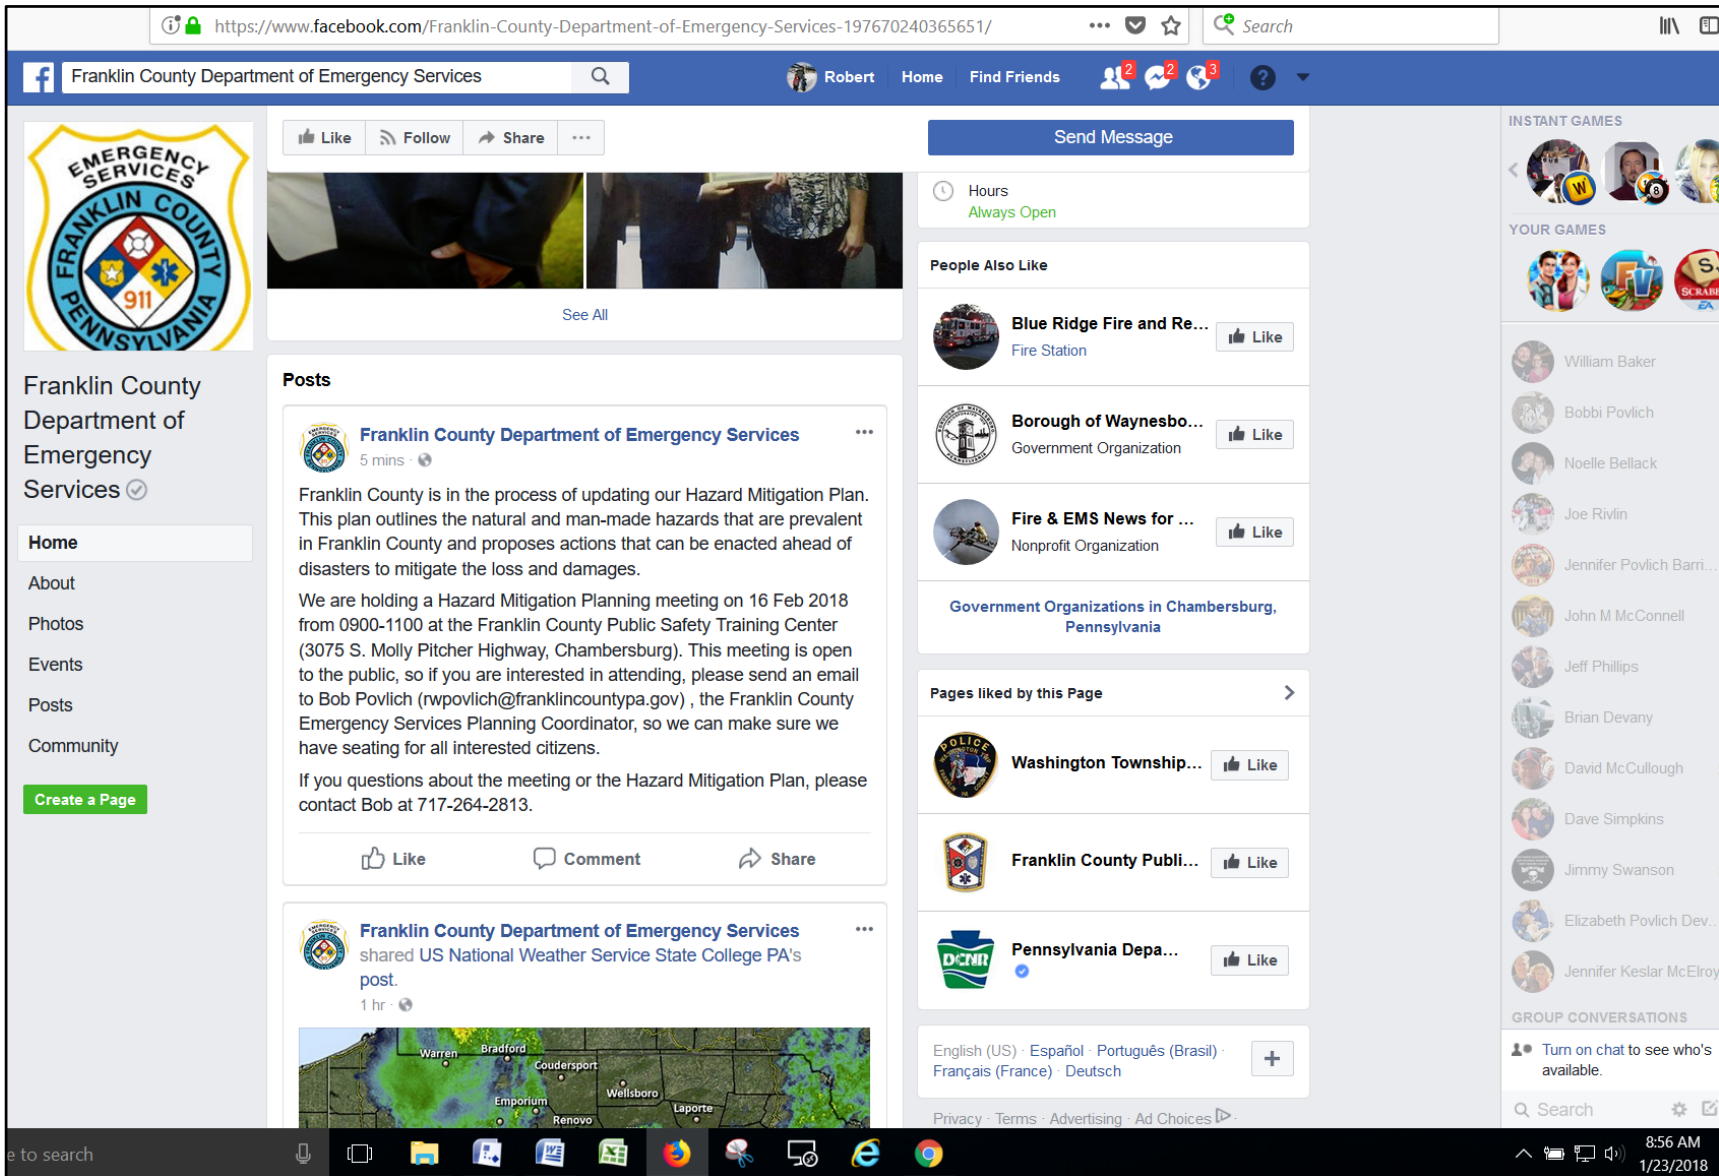 https://www.facebook.com/Franklin-County-Department-of-Emergency-Services-197670240365651/
Search
Franklin County Department of Emergency Services
Robert
Home
Find Friends
2
2
3
EMERGENCY
SERVICES
FRANKLIN COUNTY
911
PENNSYLVANIA
Franklin County
Department of
Emergency
Services
Home
About
Photos
Events
Posts
Community
Create a Page
Like
Follow
Share
Send Message
See All
Posts
Franklin County Department of Emergency Services
5 mins ·
Franklin County is in the process of updating our Hazard Mitigation Plan.
This plan outlines the natural and man-made hazards that are prevalent
in Franklin County and proposes actions that can be enacted ahead of
disasters to mitigate the loss and damages.
We are holding a Hazard Mitigation Planning meeting on 16 Feb 2018
from 0900-1100 at the Franklin County Public Safety Training Center
(3075 S. Molly Pitcher Highway, Chambersburg). This meeting is open
to the public, so if you are interested in attending, please send an email
to Bob Povlich (rwpovlich@franklincountypa.gov) , the Franklin County
Emergency Services Planning Coordinator, so we can make sure we
have seating for all interested citizens.
If you questions about the meeting or the Hazard Mitigation Plan, please
contact Bob at 717-264-2813.
Like
Comment
Share
Franklin County Department of Emergency Services
shared US National Weather Service State College PA's
post.
1 hr ·
Warren
Bradford
Coudersport
Wellsboro
Emporium
Laporte
Renovo
Hours
Always Open
People Also Like
Blue Ridge Fire and Re...
Fire Station
Like
Borough of Waynesbo...
Government Organization
Like
Fire & EMS News for ...
Nonprofit Organization
Like
Government Organizations in Chambersburg,
Pennsylvania
Pages liked by this Page
POLICE
Washington Township...
Like
Franklin County Publi...
Like
DCNR
Pennsylvania Depa...
Like
English (US) · Español · Português (Brasil) ·
Français (France) · Deutsch
Privacy · Terms · Advertising · Ad Choices ·
INSTANT GAMES
W
8
YOUR GAMES
FV
S
SCRABB
EA
William Baker
Bobbi Povlich
Noelle Bellack
Joe Rivlin
Jennifer Povlich Barri...
John M McConnell
Jeff Phillips
Brian Devany
David McCullough
Dave Simpkins
Jimmy Swanson
Elizabeth Povlich Dev...
Jennifer Keslar McElroy
GROUP CONVERSATIONS
Turn on chat to see who's
available.
Search
e to search
8:56 AM
1/23/2018